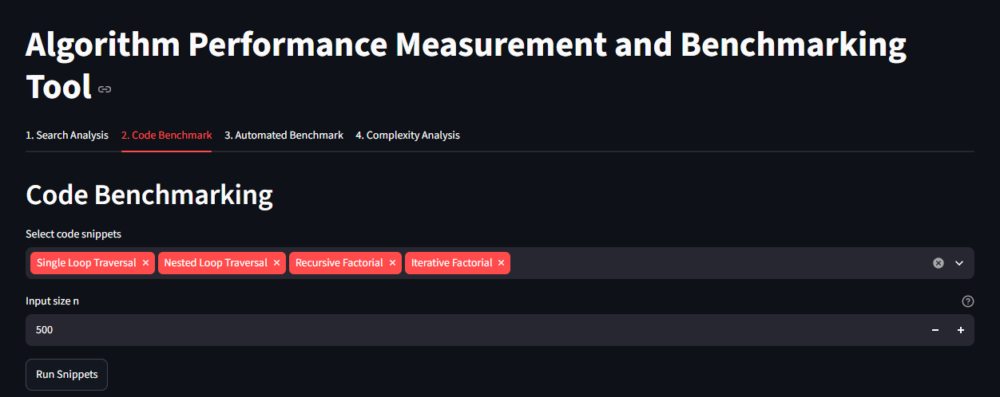 Algorithm Performance Measurement and Benchmarking
Tool
1. Search Analysis 2. Code Benchmark 3. Automated Benchmark 4. Complexity Analysis
Code Benchmarking
Select code snippets
Single Loop Traversal × Nested Loop Traversal × Recursive Factorial × Iterative Factorial ×
Input size n
500
Run Snippets